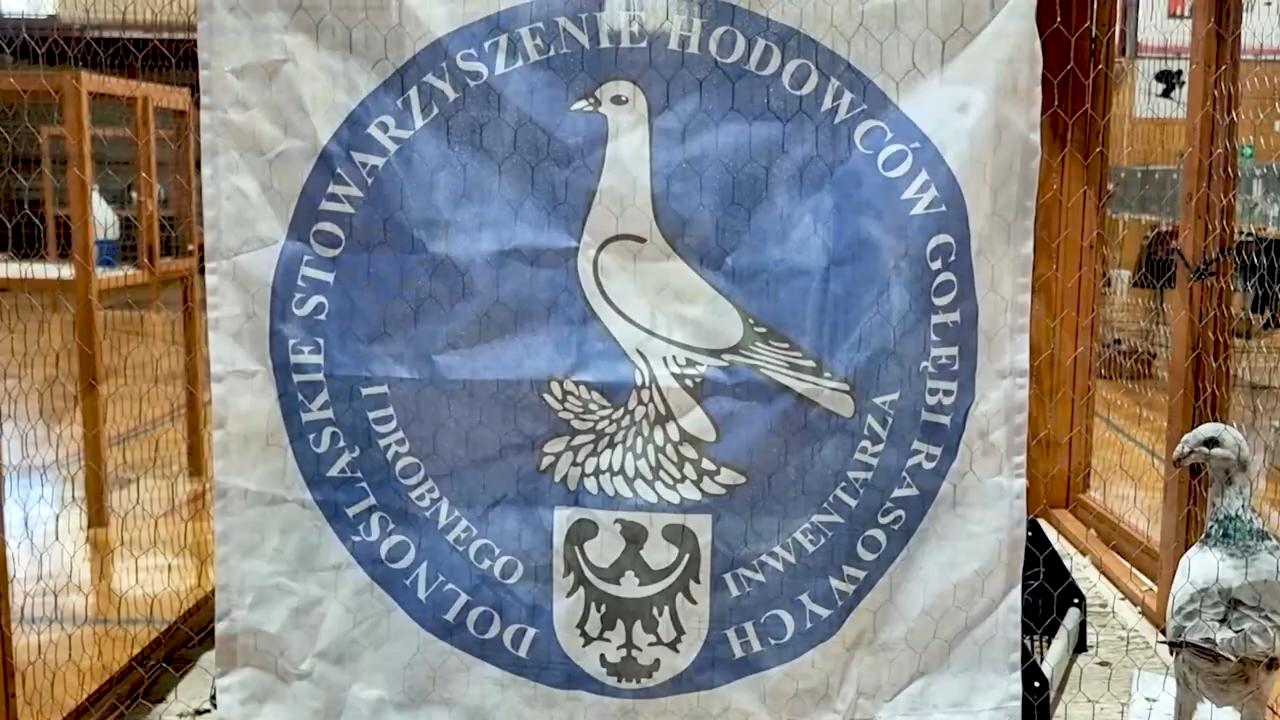 DOLNOŚLĄSKIE STOWARZYSZENIE HODOWCÓW GOŁĘBI RASOWYCH
I DROBNEGO INWENTARZA